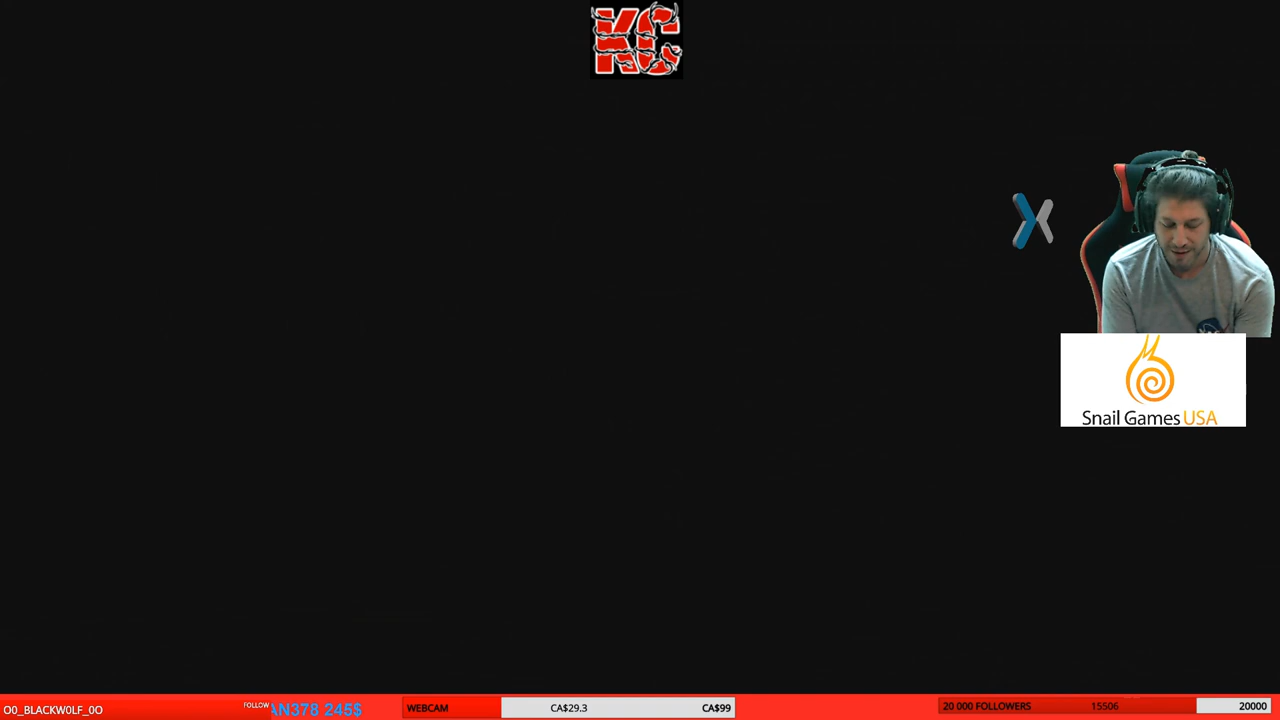 KC
Snail Games USA
O0_BLACKW0LF_0O
FOLLOW
AN378 245$
WEBCAM
CA$29.3
CA$99
20 000 FOLLOWERS
15506
20000